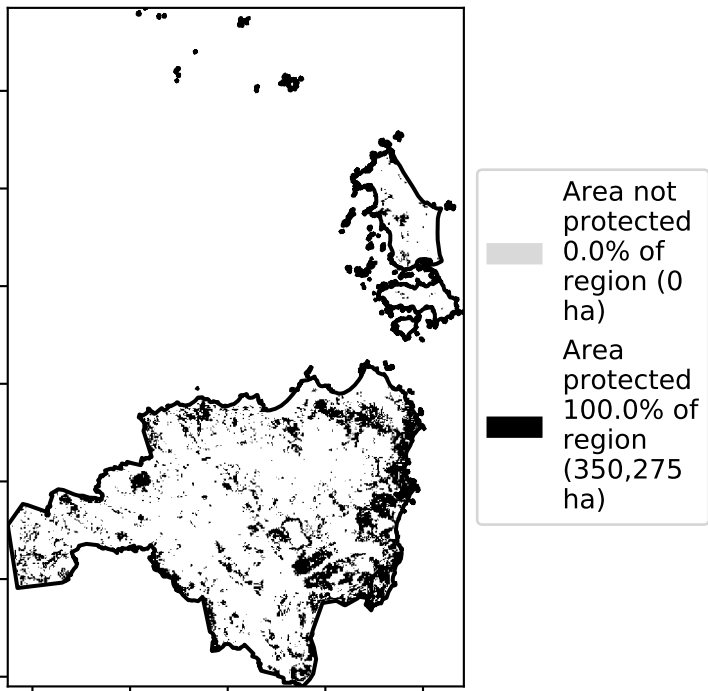 Area not
protected
0.0% of
region (0
ha)
Area
protected
100.0% of
region
(350,275
ha)